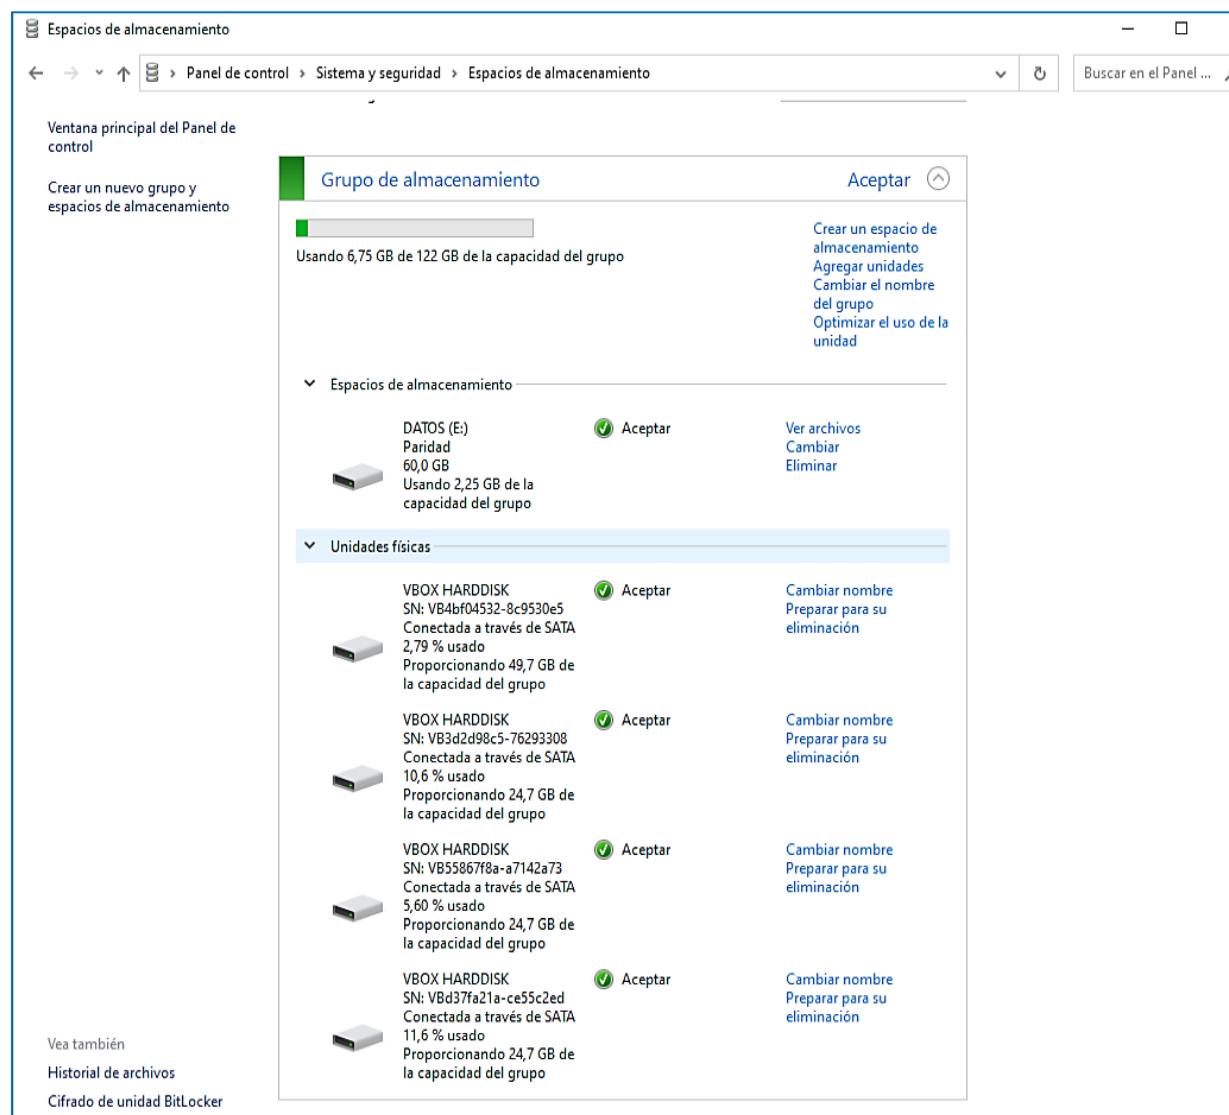 Espacios de almacenamiento
Panel de control › Sistema y seguridad › Espacios de almacenamiento
Buscar en el Panel ...
Ventana principal del Panel de
control
Crear un nuevo grupo y
espacios de almacenamiento
Grupo de almacenamiento
Aceptar
Usando 6,75 GB de 122 GB de la capacidad del grupo
Crear un espacio de
almacenamiento
Agregar unidades
Cambiar el nombre
del grupo
Optimizar el uso de la
unidad
Espacios de almacenamiento
DATOS (E:)
Paridad
60,0 GB
Usando 2,25 GB de la
capacidad del grupo
Aceptar
Ver archivos
Cambiar
Eliminar
Unidades físicas
VBOX HARDDISK
SN: VB4bf04532-8c9530e5
Conectada a través de SATA
2,79 % usado
Proporcionando 49,7 GB de
la capacidad del grupo
Aceptar
Cambiar nombre
Preparar para su
eliminación
VBOX HARDDISK
SN: VB3d2d98c5-76293308
Conectada a través de SATA
10,6 % usado
Proporcionando 24,7 GB de
la capacidad del grupo
Aceptar
Cambiar nombre
Preparar para su
eliminación
VBOX HARDDISK
SN: VB55867f8a-a7142a73
Conectada a través de SATA
5,60 % usado
Proporcionando 24,7 GB de
la capacidad del grupo
Aceptar
Cambiar nombre
Preparar para su
eliminación
VBOX HARDDISK
SN: VBd37fa21a-ce55c2ed
Conectada a través de SATA
11,6 % usado
Proporcionando 24,7 GB de
la capacidad del grupo
Aceptar
Cambiar nombre
Preparar para su
eliminación
Vea también
Historial de archivos
Cifrado de unidad BitLocker